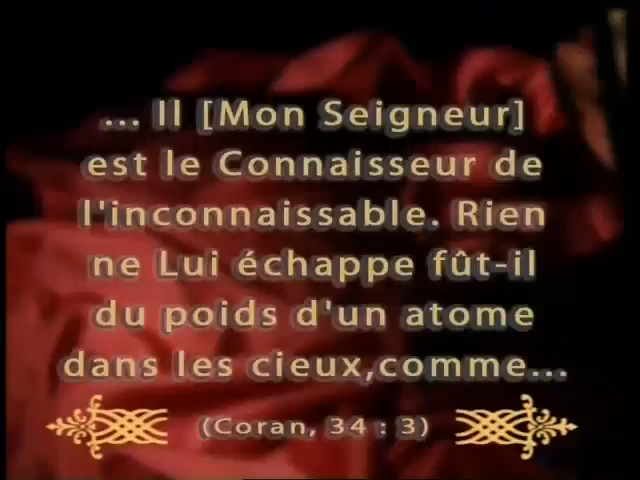 ... Il [Mon Seigneur]
est le Connaisseur de
l'inconnaissable. Rien
ne Lui échappe fût-il
du poids d'un atome
dans les cieux,comme...
(Coran, 34 : 3)